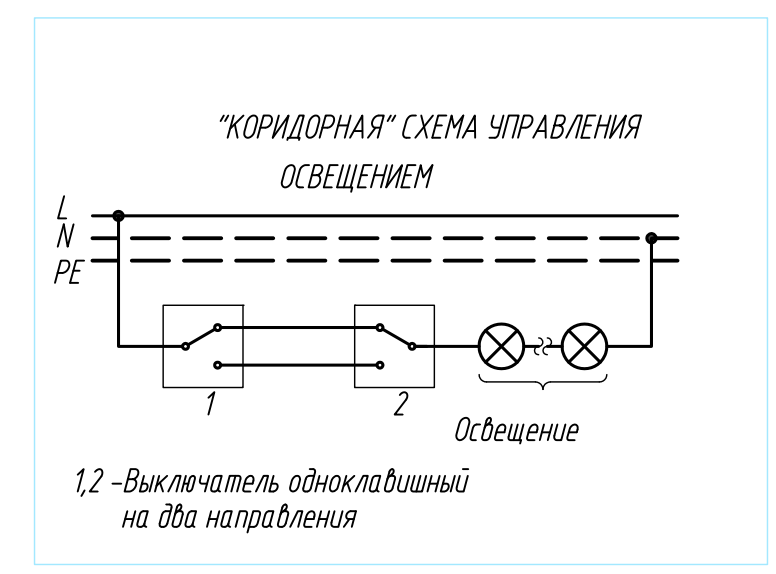 "КОРИДОРНАЯ" СХЕМА УПРАВЛЕНИЯ
ОСВЕЩЕНИЕМ
L
N
PE
1
2
Освещение
1,2 -Выключатель одноклавишный
на два направления